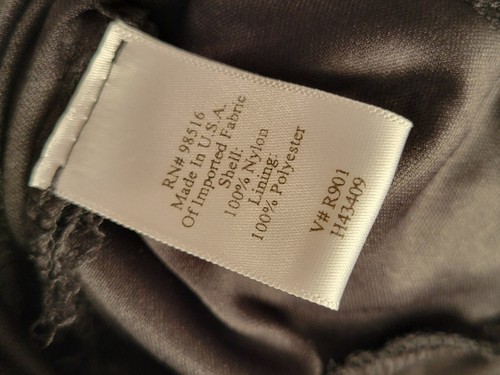 RN# 98516
Made In U.S.A.
Of Imported Fabric
Shell:
100% Nylon
Lining:
100% Polyester
V# R901
H43409